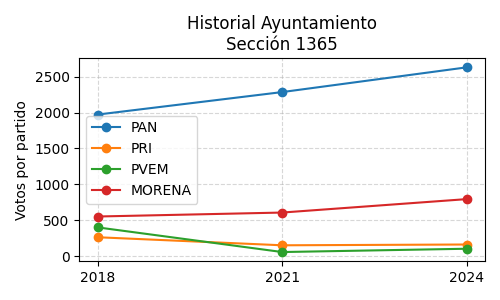 Historial Ayuntamiento
Sección 1365
Votos por partido
2500
2000
1500
1000
500
0
PAN
PRI
PVEM
MORENA
2018
2021
2024